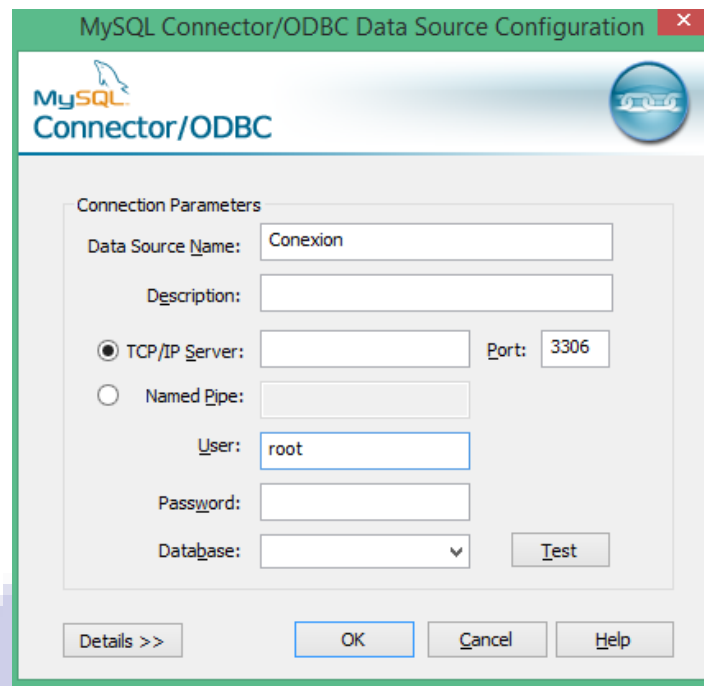 MySQL Connector/ODBC Data Source Configuration
MySQL
Connector/ODBC
Connection Parameters
Data Source Name: Conexion
Description:
TCP/IP Server: Port: 3306
Named Pipe:
User: root
Password:
Database: Test
Details >> OK Cancel Help